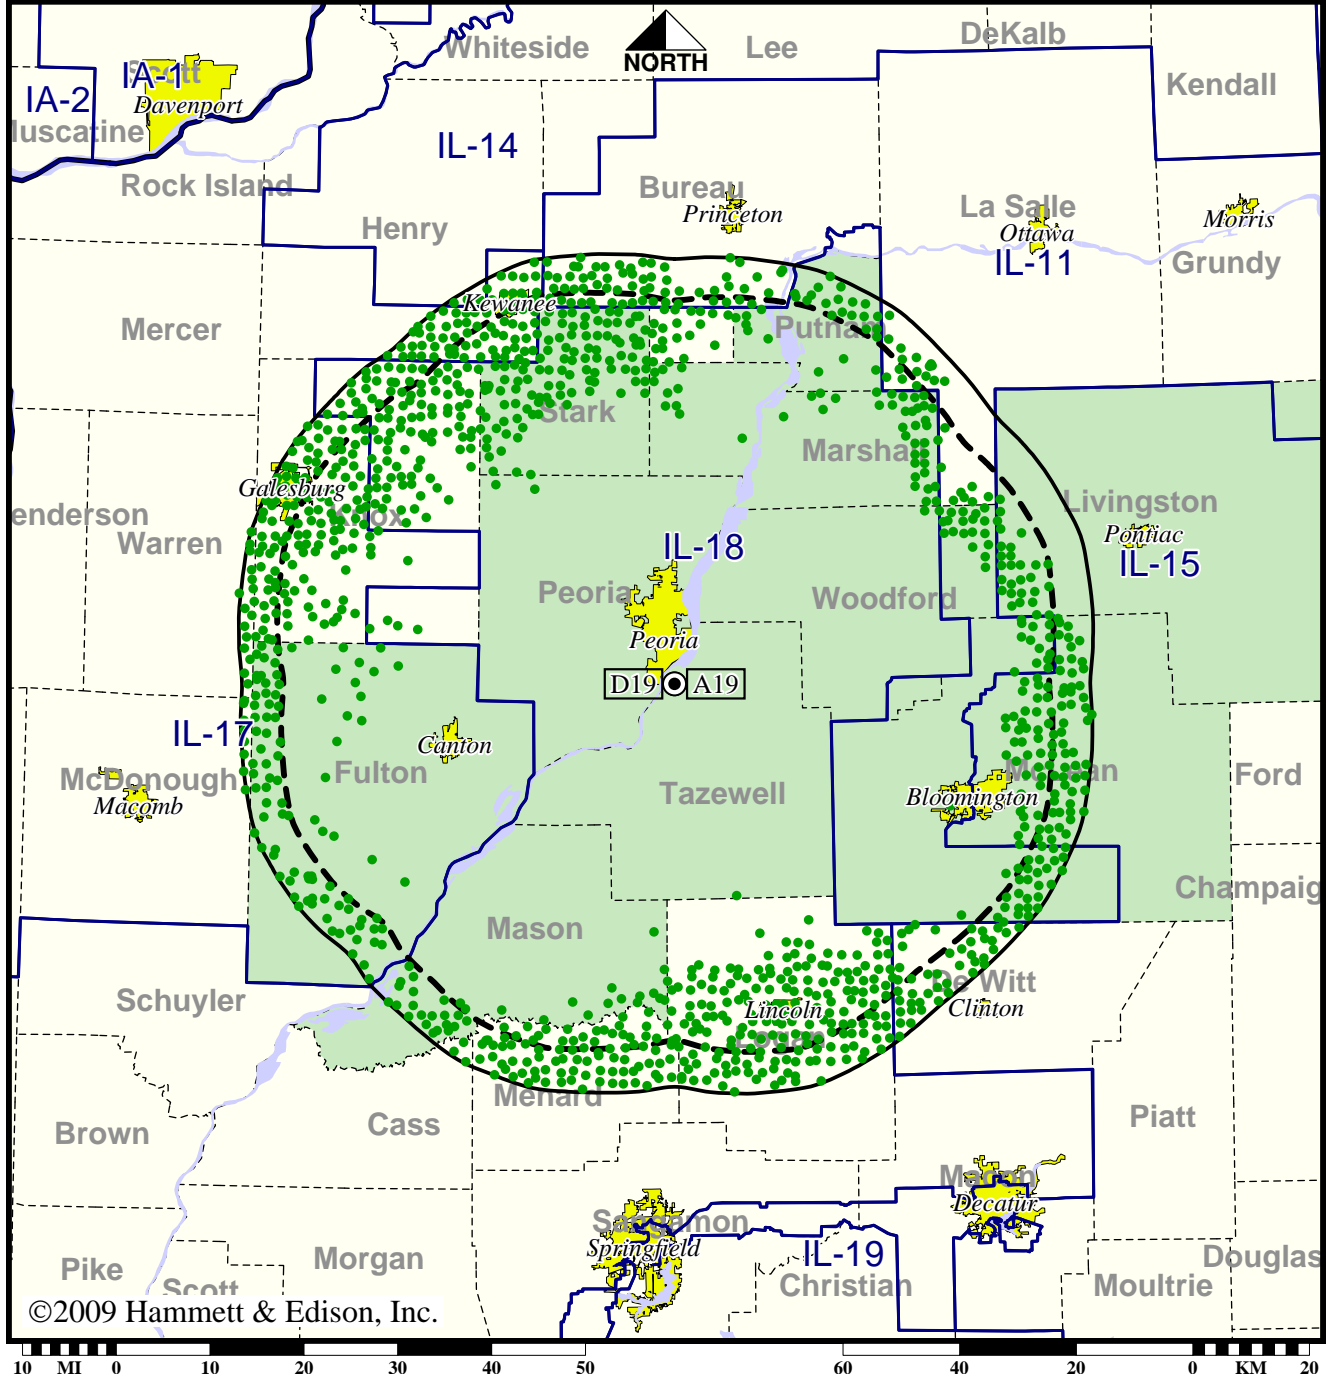 Whiteside
NORTH
Lee
DeKalb
Kendall
Scott
IA-1
IA-2
Davenport
Muscatine
IL-14
Rock Island
Henry
Bureau
Princeton
La Salle
Ottawa
IL-11
Morris
Grundy
Mercer
Kewanee
Putnam
Stark
Marsha
Galesburg
Knox
enderson
Warren
Livingston
Pontiac
IL-15
IL-18
Peoria
Peoria
Woodford
D19
A19
IL-17
McDonough
Macomb
Canton
Fulton
Tazewell
McLean
Bloomington
Ford
Champaig
Mason
Schuyler
Lincoln
Logan
De Witt
Clinton
Menard
Cass
Brown
Piatt
Macon
Decatur
Sangamon
Springfield
IL-19
Christian
Morgan
Pike
Scott
Douglas
Moultrie
©2009 Hammett & Edison, Inc.
10 MI 0 10 20 30 40 50 60 40 20 0 KM 20